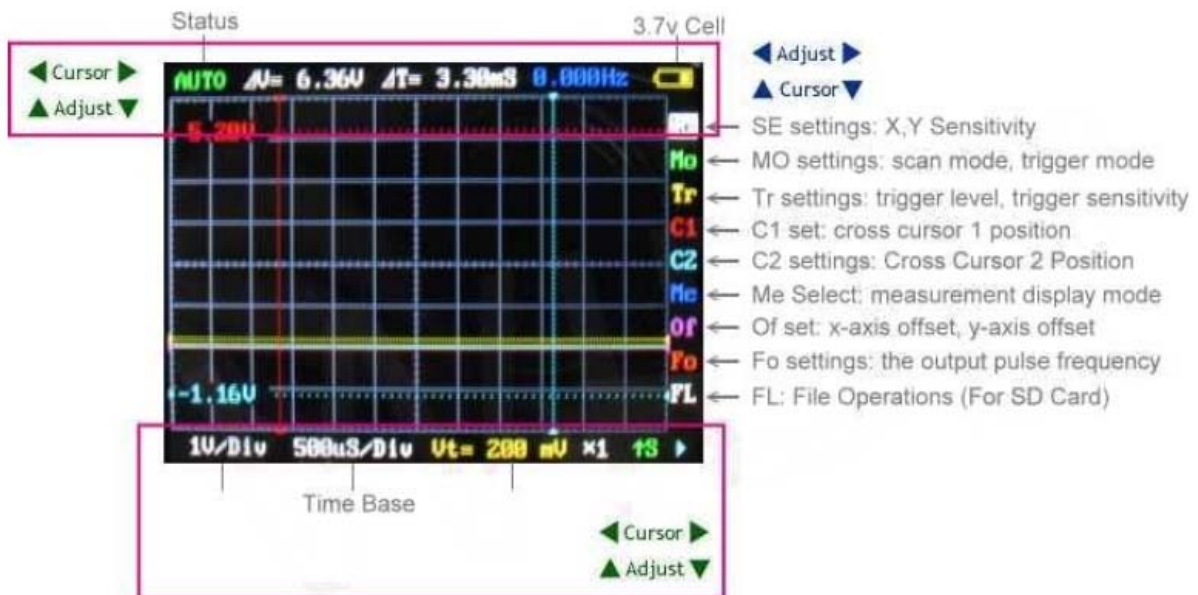 Status
3.7v Cell
Cursor
Adjust
Adjust
Cursor
AUTO ΔV= 6.36V ΔT= 3.30mS 0.000Hz
5.20V
SE settings: X,Y Sensitivity
Mo MO settings: scan mode, trigger mode
Tr Tr settings: trigger level, trigger sensitivity
C1 C1 set: cross cursor 1 position
C2 C2 settings: Cross Cursor 2 Position
Me Me Select: measurement display mode
Of Of set: x-axis offset, y-axis offset
Fo Fo settings: the output pulse frequency
-1.16V
FL FL: File Operations (For SD Card)
1V/Div 500uS/Div Vt= 200 mV ×1 ↑S
Time Base
Cursor
Adjust